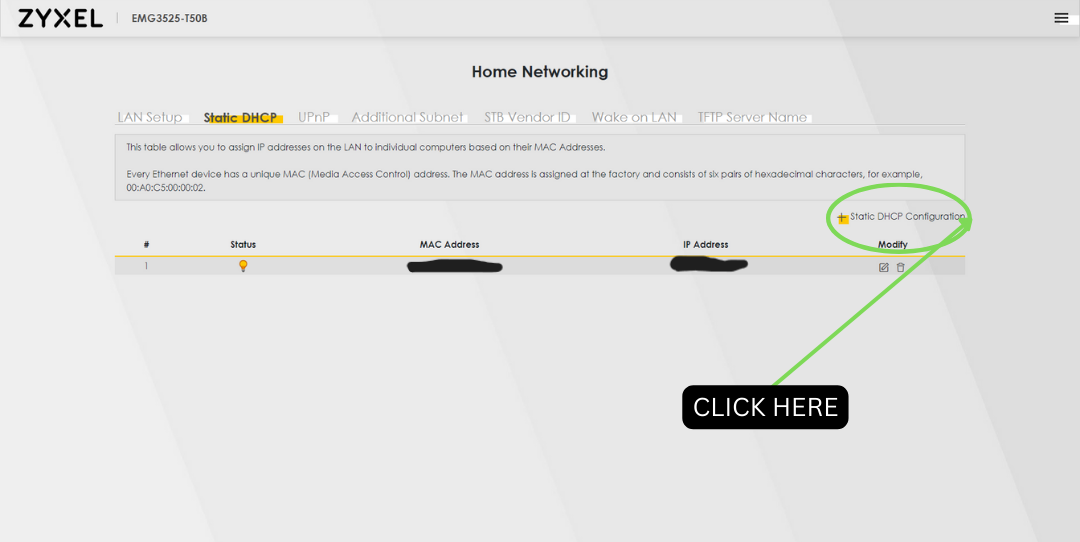 ZYXEL EMG3525-T50B
Home Networking
LAN Setup Static DHCP UPnP Additional Subnet STB Vendor ID Wake on LAN TFTP Server Name
This table allows you to assign IP addresses on the LAN to individual computers based on their MAC Addresses.
Every Ethernet device has a unique MAC (Media Access Control) address. The MAC address is assigned at the factory and consists of six pairs of hexadecimal characters, for example,
00:A0:C5:00:00:02.
+ Static DHCP Configuration
# Status MAC Address IP Address Modify
1
CLICK HERE